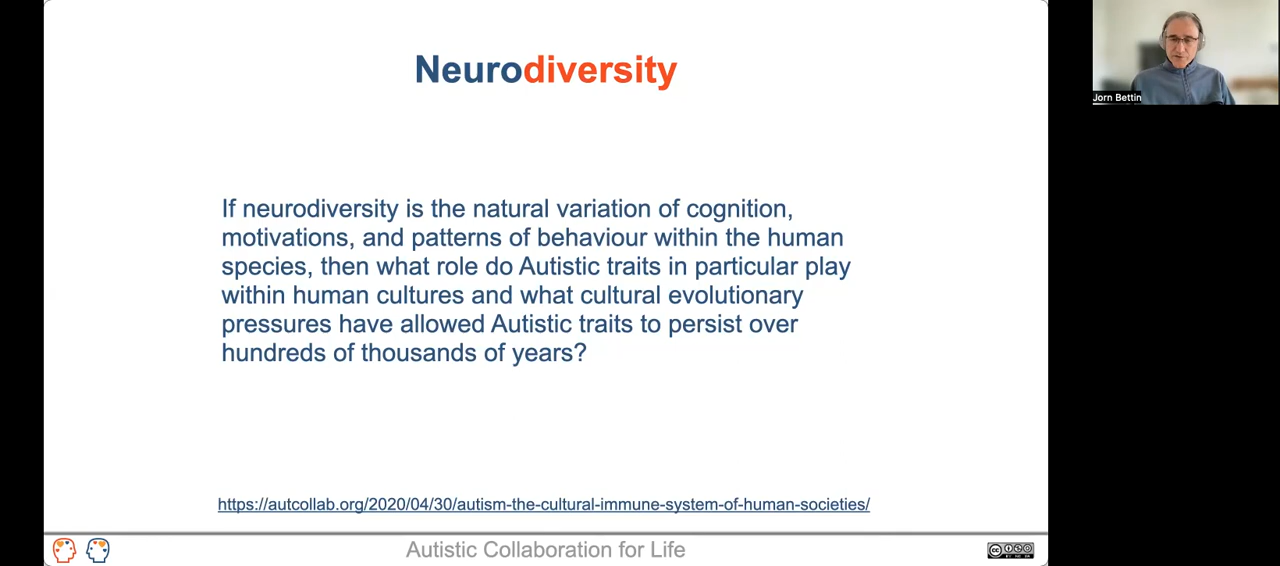 Neurodiversity
If neurodiversity is the natural variation of cognition,
motivations, and patterns of behaviour within the human
species, then what role do Autistic traits in particular play
within human cultures and what cultural evolutionary
pressures have allowed Autistic traits to persist over
hundreds of thousands of years?
https://autcollab.org/2020/04/30/autism-the-cultural-immune-system-of-human-societies/
Autistic Collaboration for Life
cc
Jorn Bettin